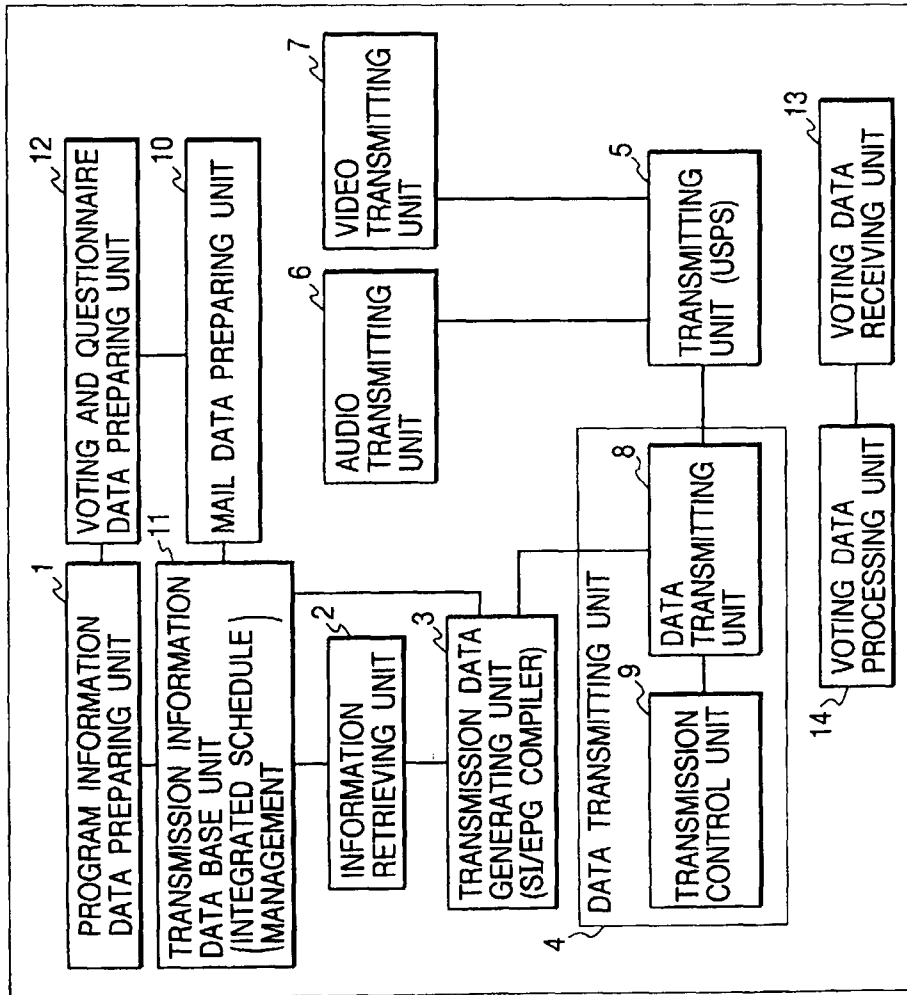 1
PROGRAM INFORMATION
DATA PREPARING UNIT
12
VOTING AND QUESTIONNAIRE
DATA PREPARING UNIT
11
TRANSMISSION INFORMATION
DATA BASE UNIT
(INTEGRATED SCHEDULE)
(MANAGEMENT
10
MAIL DATA PREPARING UNIT
2
INFORMATION
RETRIEVING UNIT
6
AUDIO
TRANSMITTING
UNIT
7
VIDEO
TRANSMITTING
UNIT
3
TRANSMISSION DATA
GENERATING UNIT
(SI/EPG COMPILER)
4
DATA TRANSMITTING UNIT
9
TRANSMISSION
CONTROL UNIT
8
DATA
TRANSMITTING
UNIT
5
TRANSMITTING
UNIT (USPS)
14
VOTING DATA
PROCESSING UNIT
13
VOTING DATA
RECEIVING UNIT